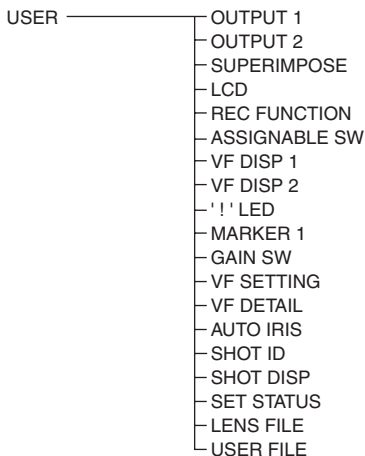 USER
OUTPUT 1
OUTPUT 2
SUPERIMPOSE
LCD
REC FUNCTION
ASSIGNABLE SW
VF DISP 1
VF DISP 2
' ! ' LED
MARKER 1
GAIN SW
VF SETTING
VF DETAIL
AUTO IRIS
SHOT ID
SHOT DISP
SET STATUS
LENS FILE
USER FILE